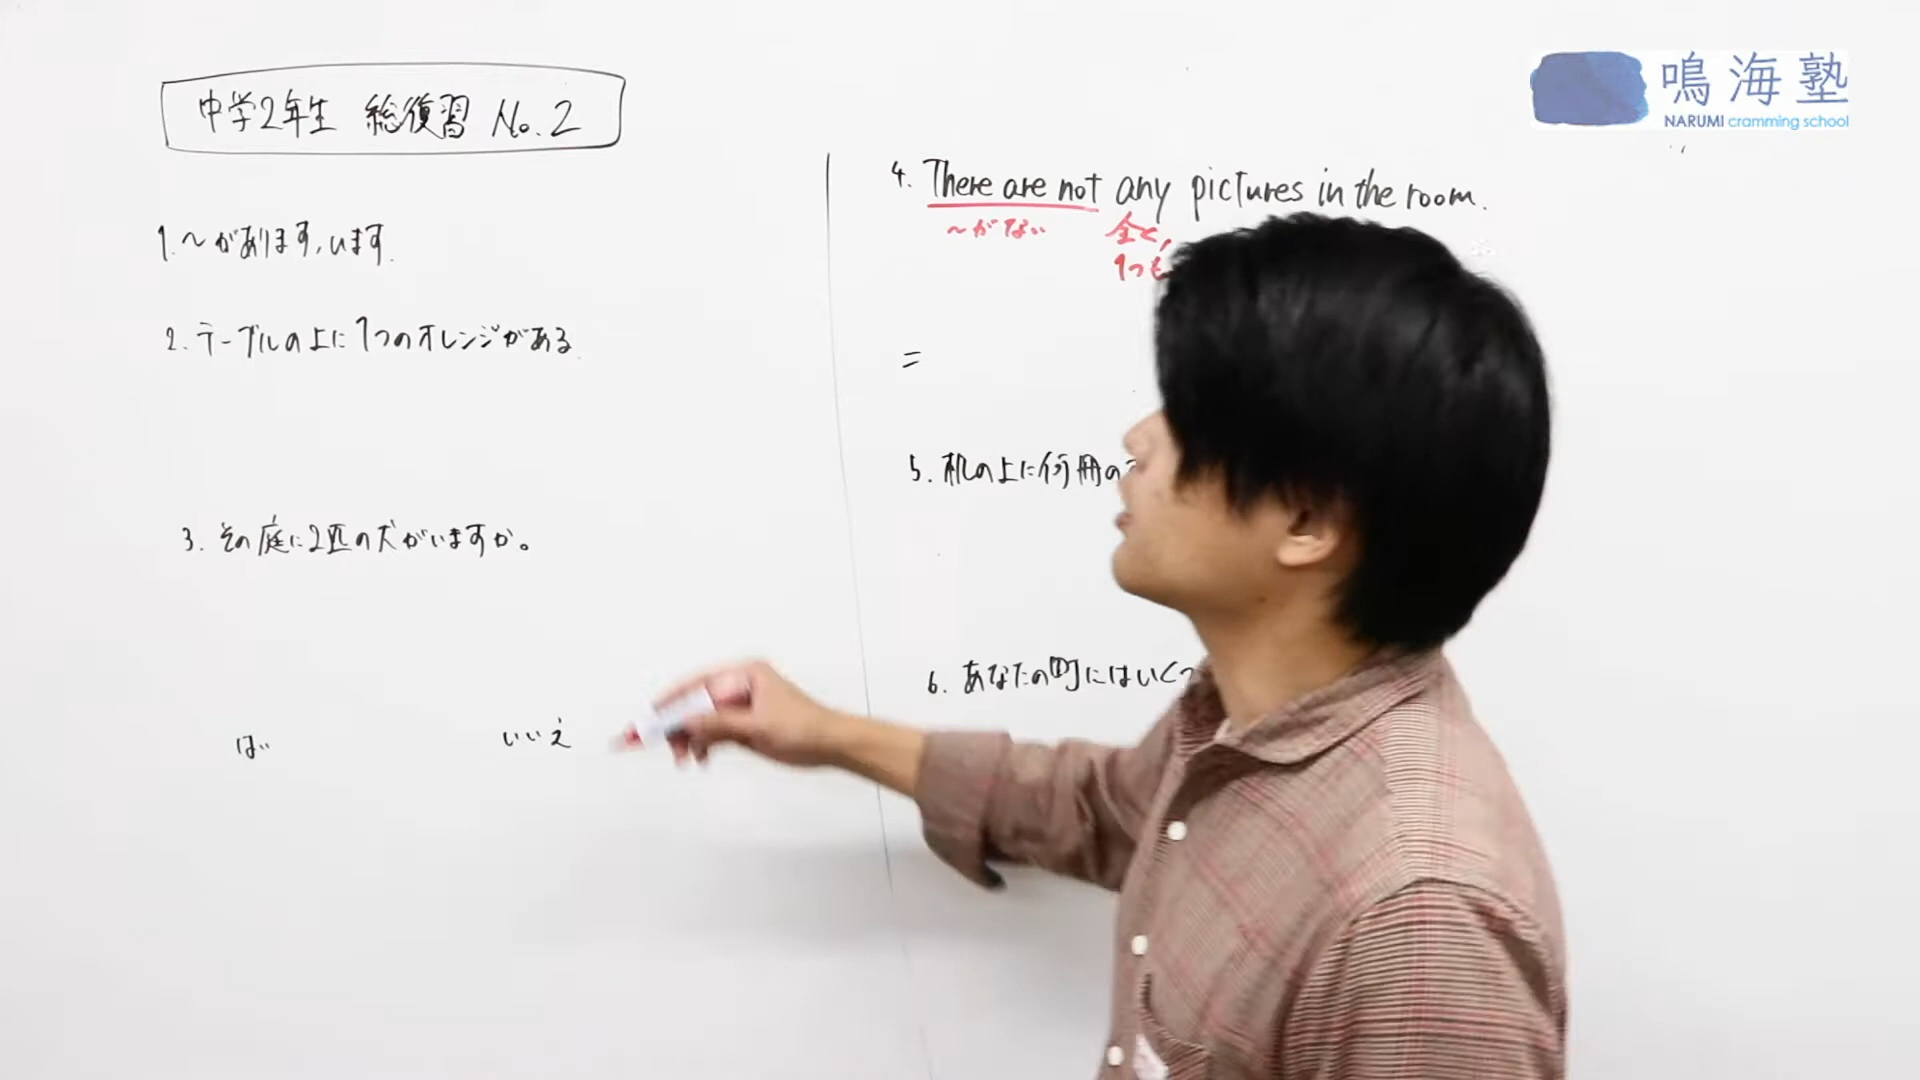 中学2年生 総復習 No.2
1. ～があります,います.
2. テーブルの上に1つのオレンジがある.
3. その庭に2匹の犬がいますか。
はい
いいえ
4. There are not any pictures in the room.
～がない 全く,
1つも
=
5. 机の上に何冊の
6. あなたの町にはいくつ
鳴海塾
NARUMI cramming school